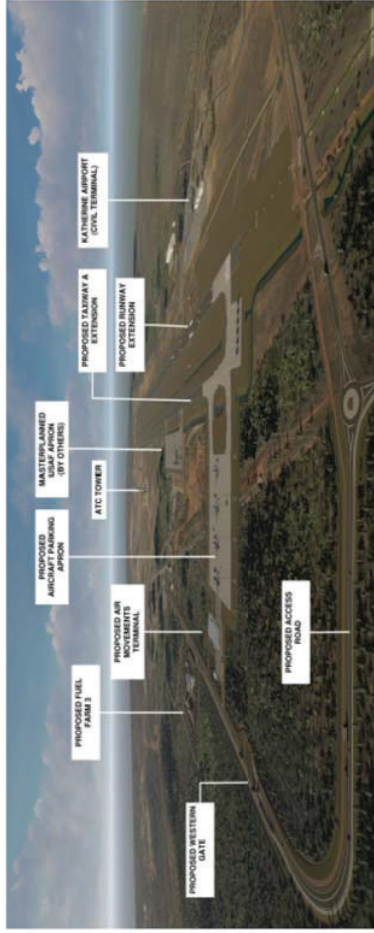 PROPOSED FUEL
FARM 3
PROPOSED WESTERN
GATE
PROPOSED AIR
MOVEMENTS
TERMINAL
PROPOSED
AIRCRAFT PARKING
APRON
ATC TOWER
MASTERPLANNED
USAF APRON
(BY OTHERS)
PROPOSED TAXIWAY A
EXTENSION
PROPOSED RUNWAY
EXTENSION
KATHERINE AIRPORT
(CIVIL TERMINAL)
PROPOSED ACCESS
ROAD